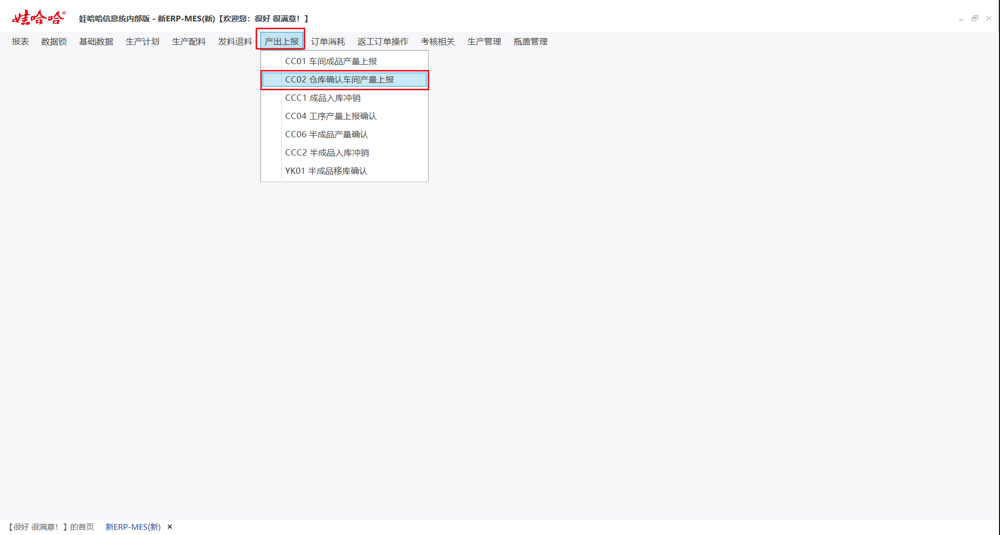 娃哈哈®
娃哈哈信息统内部版 - 新ERP-MES(新)【欢迎您：很好 很满意！】
报表 数据锁 基础数据 生产计划 生产配料 发料退料 产出上报 订单消耗 返工订单操作 考核相关 生产管理 瓶盖管理
CC01 车间成品产量上报
CC02 仓库确认车间产量上报
CCC1 成品入库冲销
CC04 工序产量上报确认
CC06 半成品产量确认
CCC2 半成品入库冲销
YK01 半成品移库确认
【很好 很满意！】的首页 新ERP-MES(新) ×